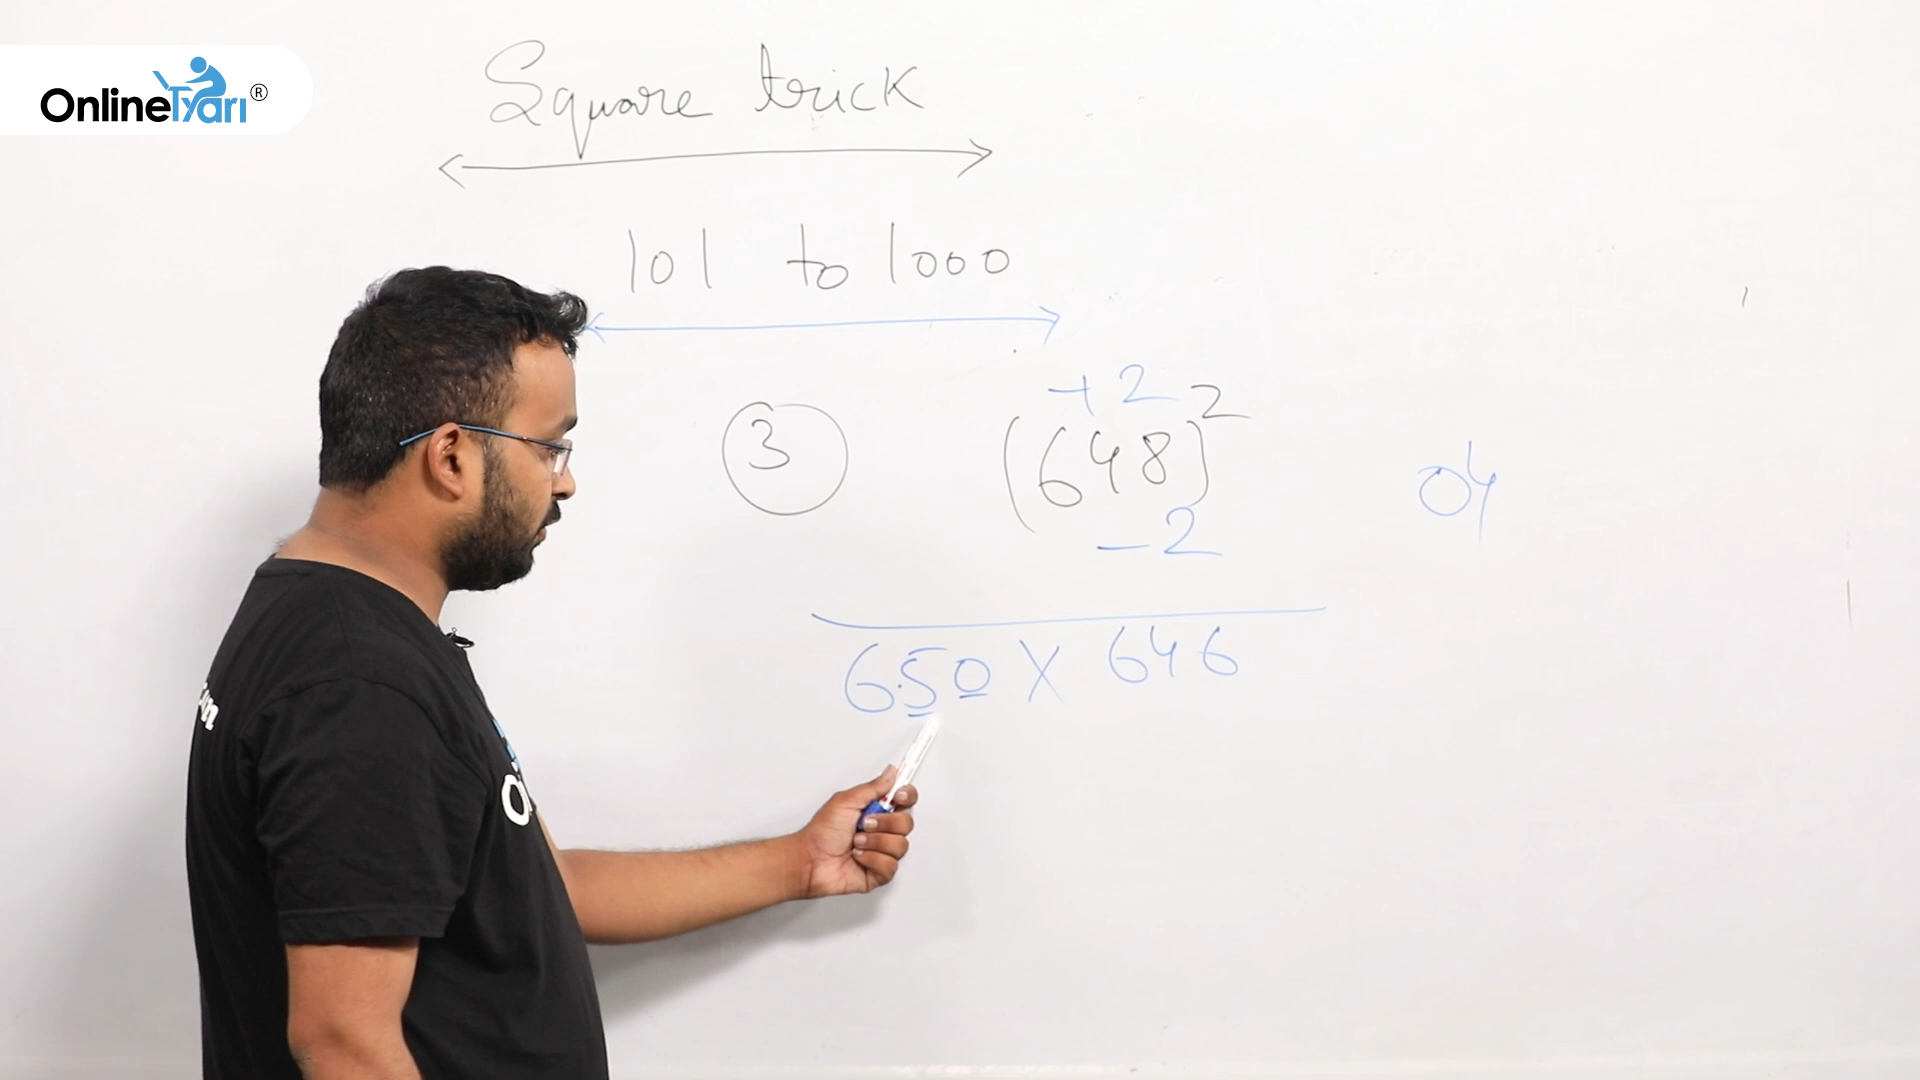 OnlineTyari®
Square trick
101 to 1000
+2
3 (648)² 04
-2
650 X 646